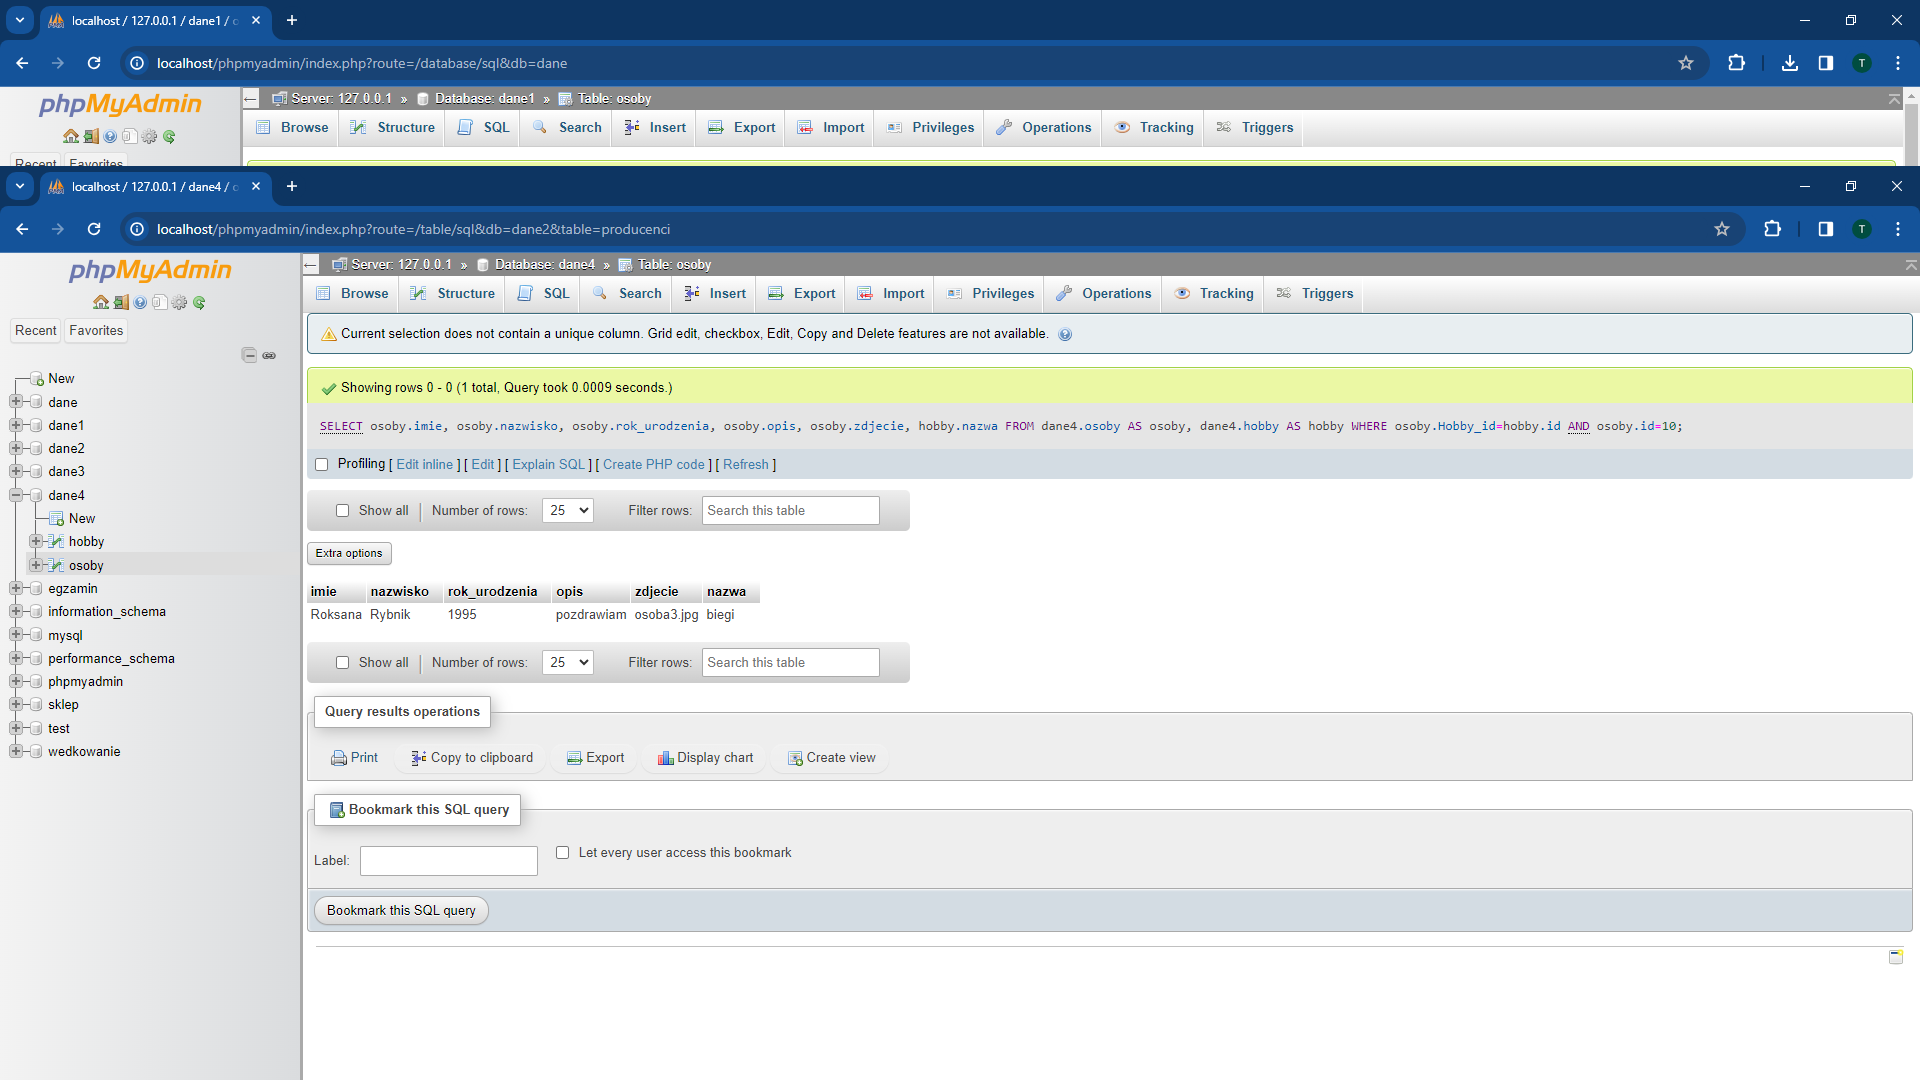 localhost / 127.0.0.1 / dane1 / o
localhost/phpmyadmin/index.php?route=/database/sql&db=dane
T
phpMyAdmin
Server: 127.0.0.1 » Database: dane1 » Table: osoby
Browse Structure SQL Search Insert Export Import Privileges Operations Tracking Triggers
Recent Favorites
localhost / 127.0.0.1 / dane4 / o
localhost/phpmyadmin/index.php?route=/table/sql&db=dane2&table=producenci
T
phpMyAdmin
Recent Favorites
New
dane
dane1
dane2
dane3
dane4
New
hobby
osoby
egzamin
information_schema
mysql
performance_schema
phpmyadmin
sklep
test
wedkowanie
Server: 127.0.0.1 » Database: dane4 » Table: osoby
Browse Structure SQL Search Insert Export Import Privileges Operations Tracking Triggers
Current selection does not contain a unique column. Grid edit, checkbox, Edit, Copy and Delete features are not available.
Showing rows 0 - 0 (1 total, Query took 0.0009 seconds.)
SELECT osoby.imie, osoby.nazwisko, osoby.rok_urodzenia, osoby.opis, osoby.zdjecie, hobby.nazwa FROM dane4.osoby AS osoby, dane4.hobby AS hobby WHERE osoby.Hobby_id=hobby.id AND osoby.id=10;
Profiling [ Edit inline ] [ Edit ] [ Explain SQL ] [ Create PHP code ] [ Refresh ]
Show all Number of rows: 25 Filter rows: Search this table
Extra options
imie nazwisko rok_urodzenia opis zdjecie nazwa
Roksana Rybnik 1995 pozdrawiam osoba3.jpg biegi
Show all Number of rows: 25 Filter rows: Search this table
Query results operations
Print Copy to clipboard Export Display chart Create view
Bookmark this SQL query
Label: Let every user access this bookmark
Bookmark this SQL query